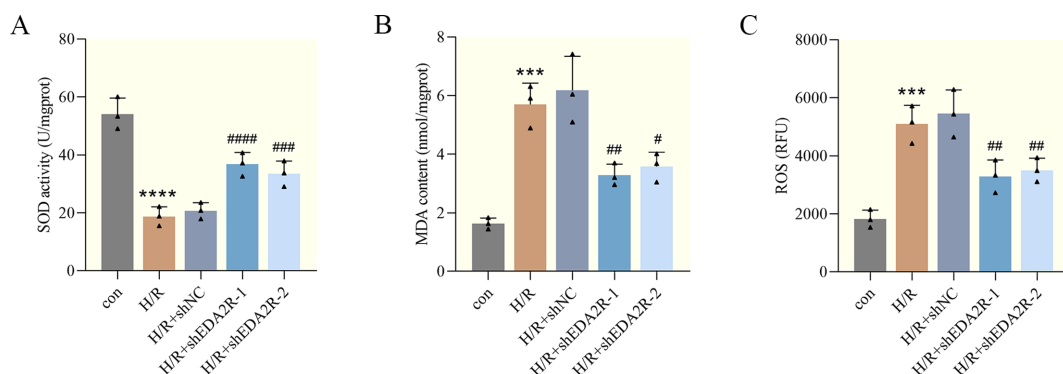 A
SOD activity (U/mgprot)
80
60
40
20
0
****
####
###
con
H/R
H/R+shNC
H/R+shEDA2R-1
H/R+shEDA2R-2
B
MDA content (nmol/mgprot)
8
6
4
2
0
***
##
#
con
H/R
H/R+shNC
H/R+shEDA2R-1
H/R+shEDA2R-2
C
ROS (RFU)
8000
6000
4000
2000
0
***
##
##
con
H/R
H/R+shNC
H/R+shEDA2R-1
H/R+shEDA2R-2